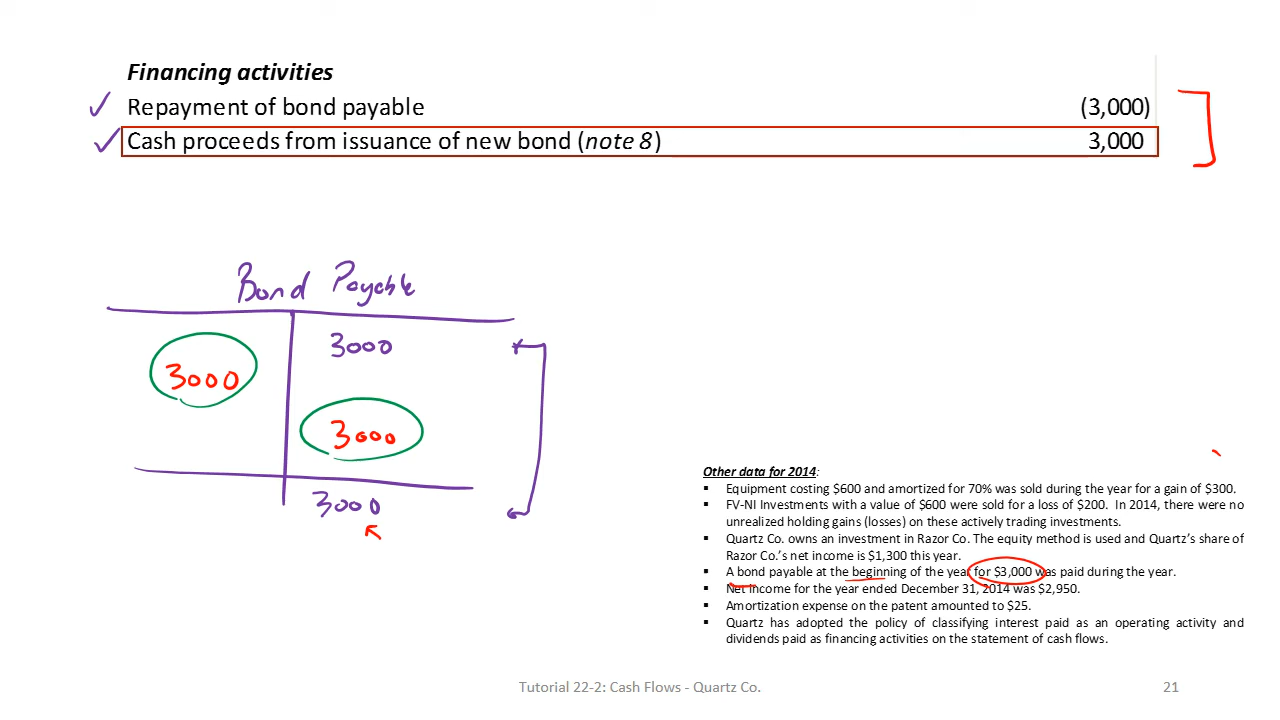 Financing activities
Repayment of bond payable (3,000)
Cash proceeds from issuance of new bond (note 8) 3,000
Bond Payable
3000
3000
3000
3000
Other data for 2014:
▪ Equipment costing $600 and amortized for 70% was sold during the year for a gain of $300.
▪ FV-NI Investments with a value of $600 were sold for a loss of $200. In 2014, there were no
unrealized holding gains (losses) on these actively trading investments.
▪ Quartz Co. owns an investment in Razor Co. The equity method is used and Quartz's share of
Razor Co.'s net income is $1,300 this year.
▪ A bond payable at the beginning of the year for $3,000 was paid during the year.
▪ Net income for the year ended December 31, 2014 was $2,950.
▪ Amortization expense on the patent amounted to $25.
▪ Quartz has adopted the policy of classifying interest paid as an operating activity and
dividends paid as financing activities on the statement of cash flows.
Tutorial 22-2: Cash Flows - Quartz Co. 21